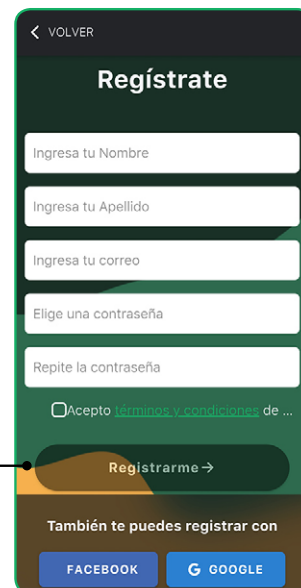 VOLVER
Regístrate
Ingresa tu Nombre
Ingresa tu Apellido
Ingresa tu correo
Elige una contraseña
Repite la contraseña
Acepto términos y condiciones de ...
Registrarme→
También te puedes registrar con
FACEBOOK G GOOGLE